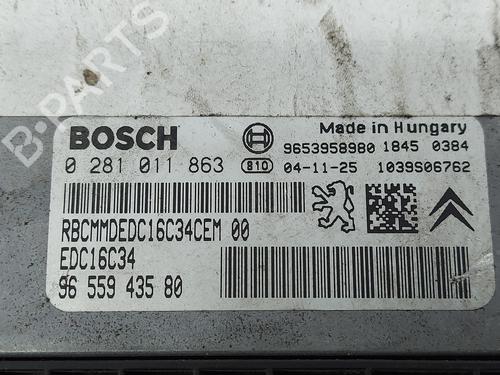 B-PARTS
BOSCH
Made in Hungary
9653958980 1845 0384
0 281 011 863 810 04-11-25 1039S06762
RBCMMDEDC16C34CEM 00
EDC16C34
96 559 435 80